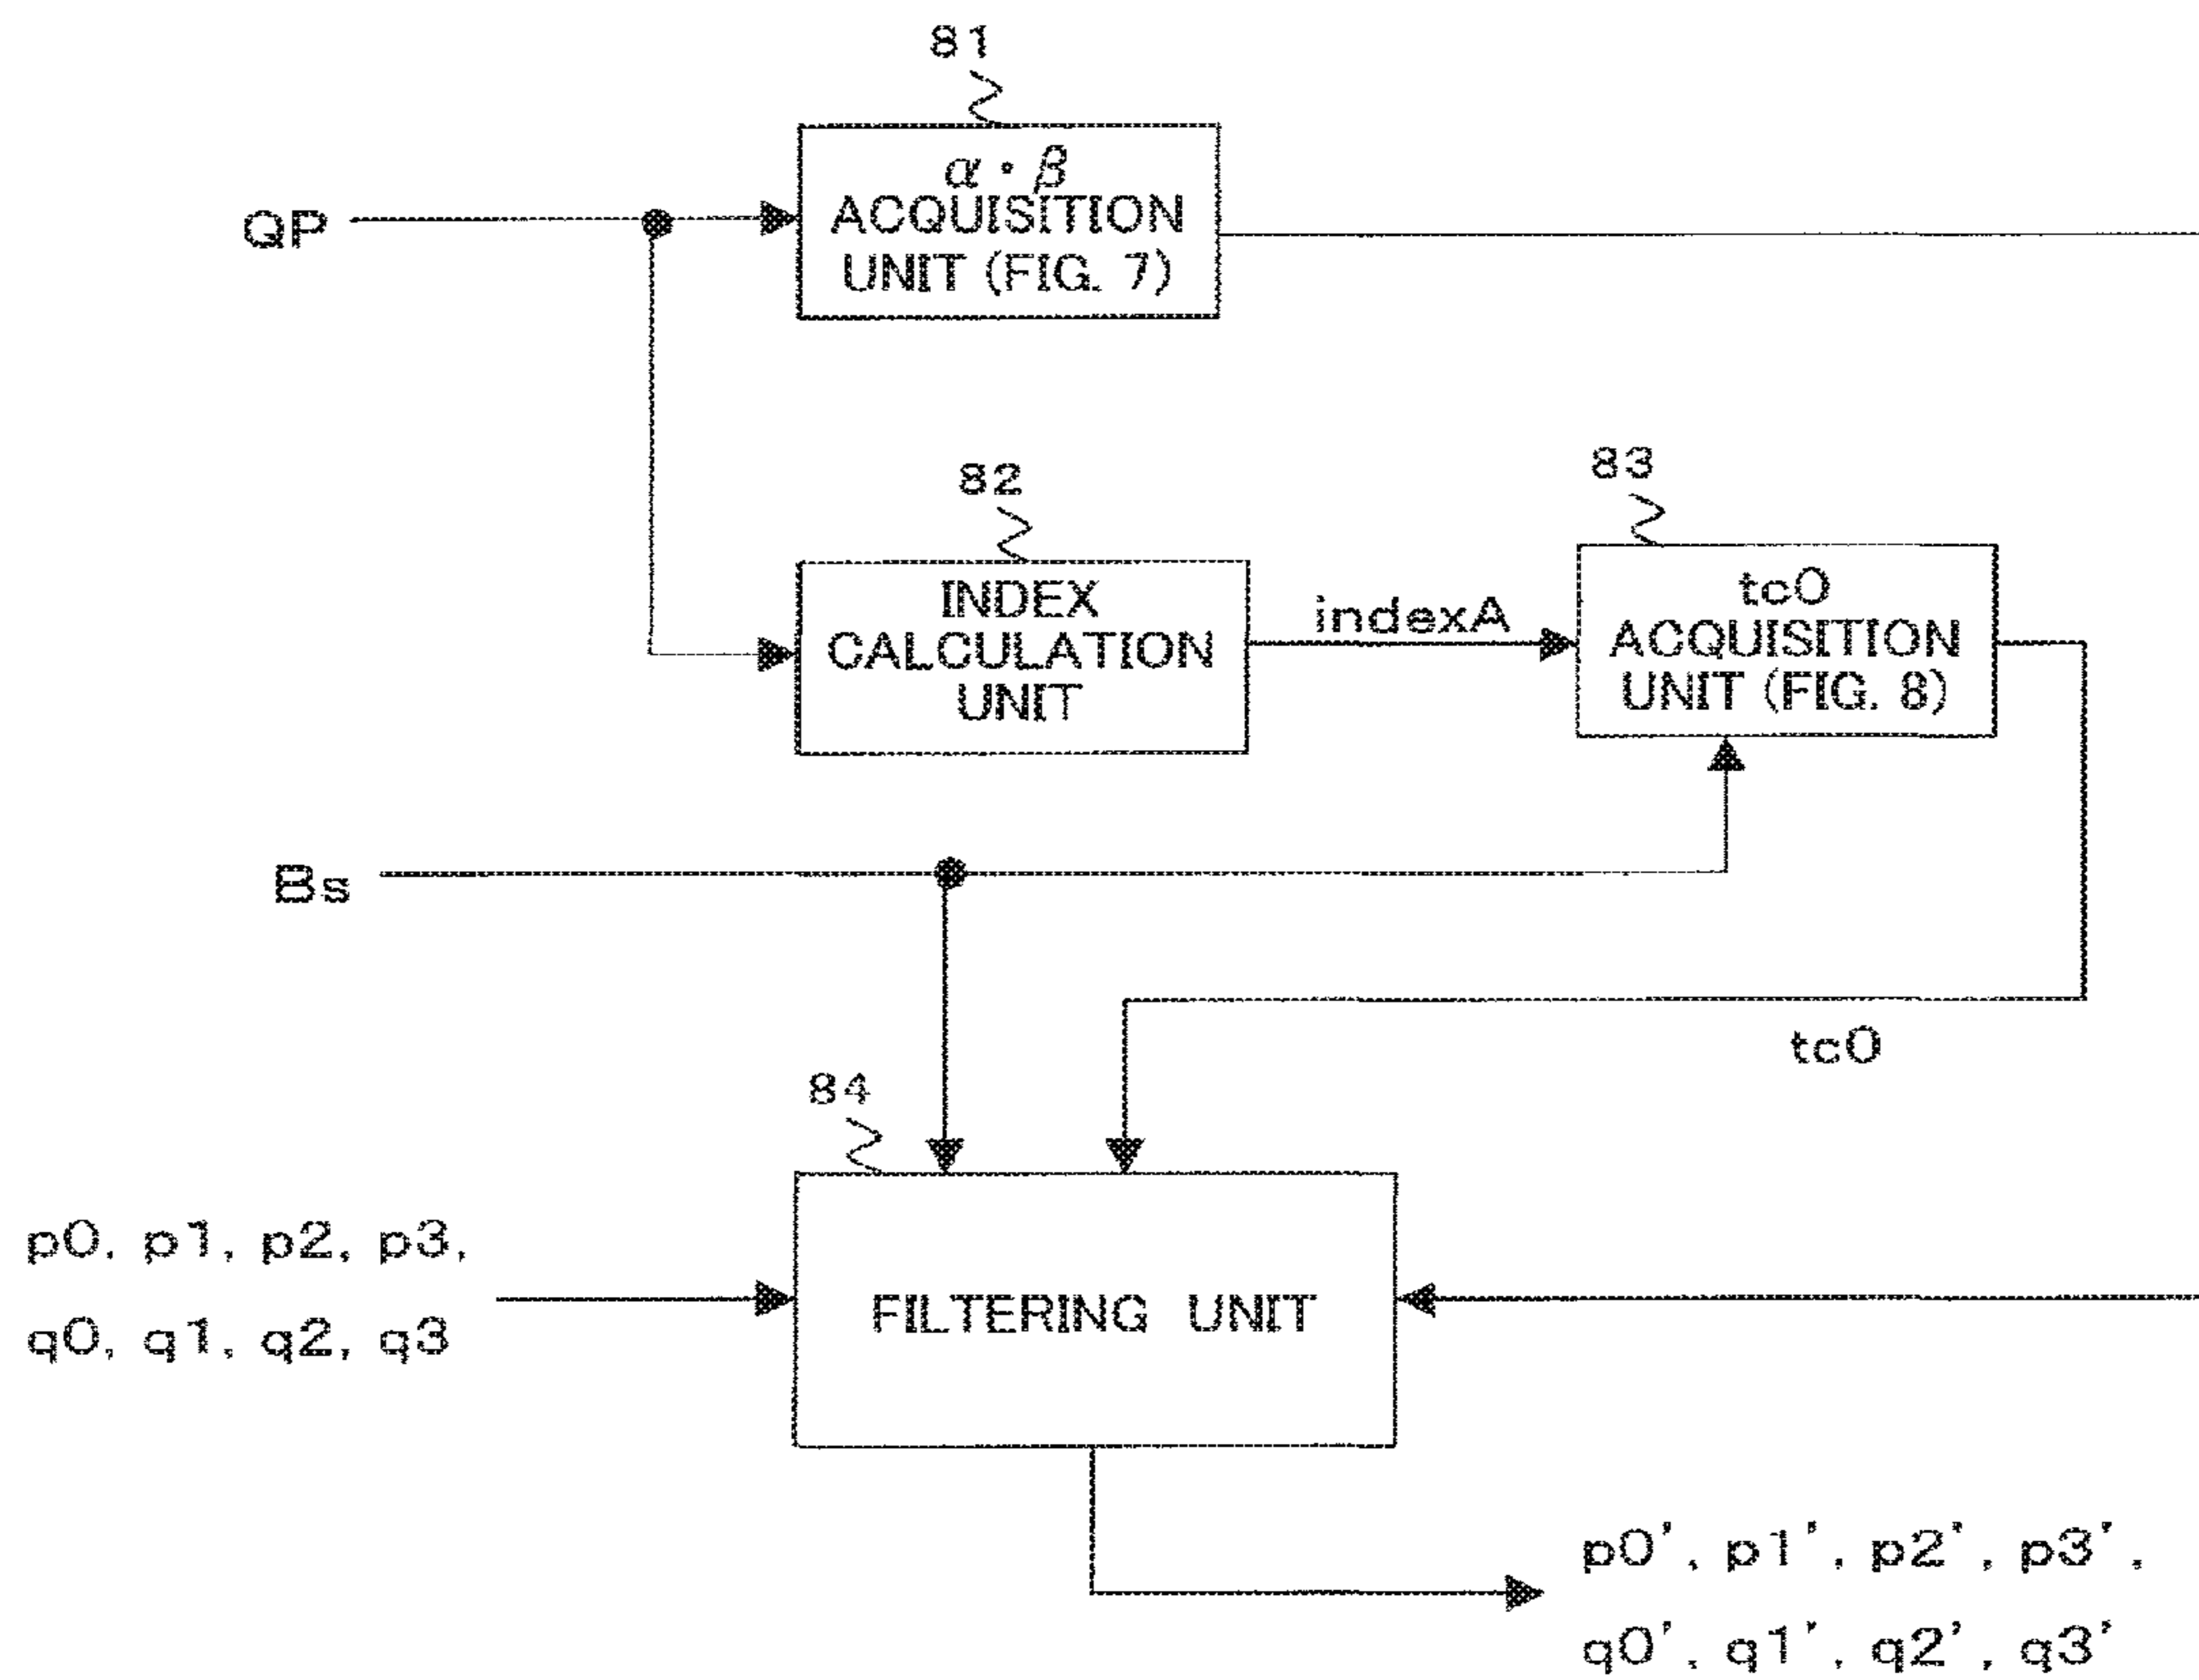 81
α・β
ACQUISITION
UNIT (FIG. 7)
QP
82
83
INDEX
CALCULATION
UNIT
indexA
tc0
ACQUISITION
UNIT (FIG. 8)
Bs
tc0
84
p0, p1, p2, p3,
q0, q1, q2, q3
FILTERING UNIT
p0', p1', p2', p3',
q0', q1', q2', q3'